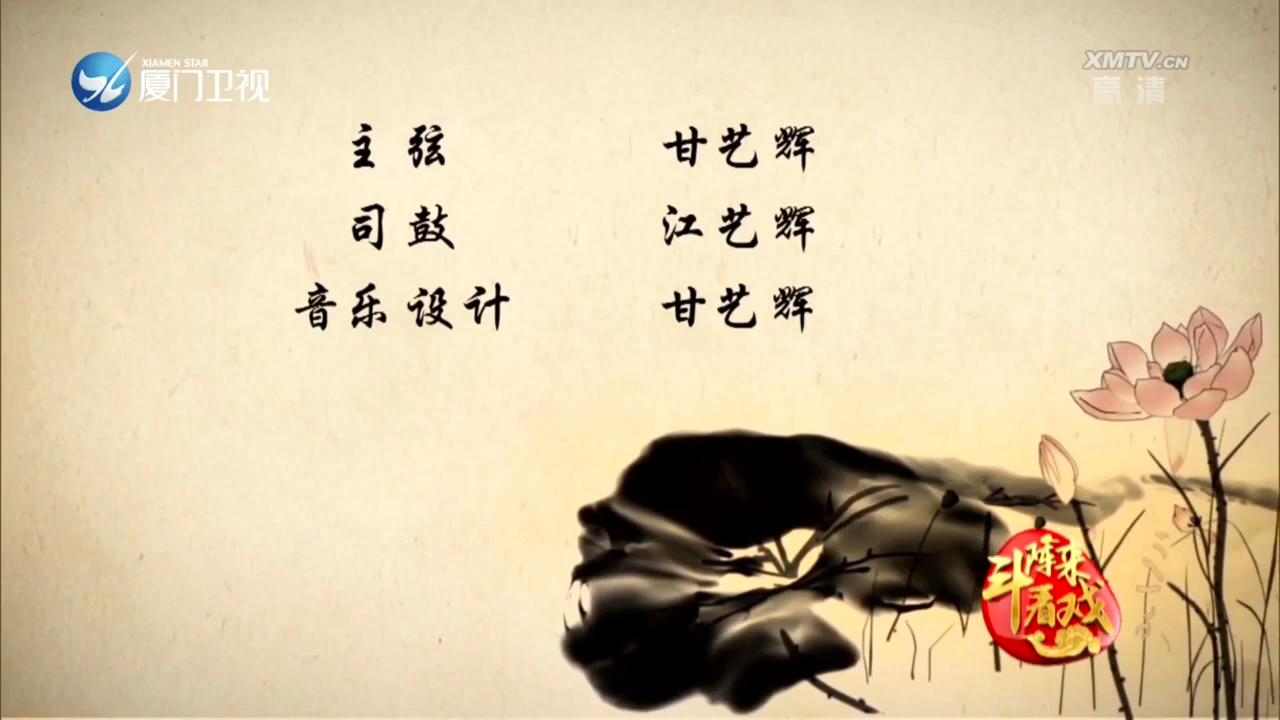 XIAMEN STAR
厦门卫视
XMTV.CN
高清
主弦 甘艺辉
司鼓 江艺辉
音乐设计 甘艺辉
斗阵来
看戏